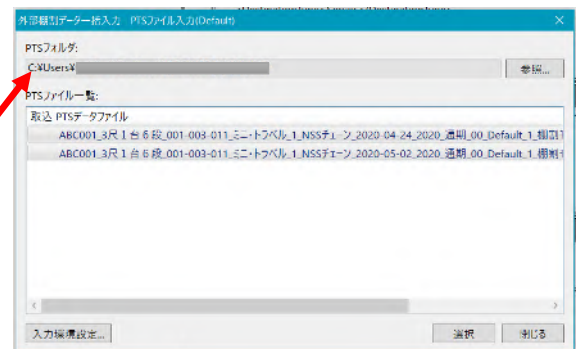 外部棚割データ一括入力 PTSファイル入力(Default)
PTSフォルダ:
C:¥Users¥
参照...
PTSファイル一覧:
取込 PTSデータファイル
ABC001_3尺1台6段_001-003-011_ミニ・トラベル_1_NSSチェーン_2020-04-24_2020_通期_00_Default_1_棚割
ABC001_3尺1台6段_001-003-011_ミニ・トラベル_1_NSSチェーン_2020-05-02_2020_通期_00_Default_1_棚割
入力環境設定...
選択
閉じる